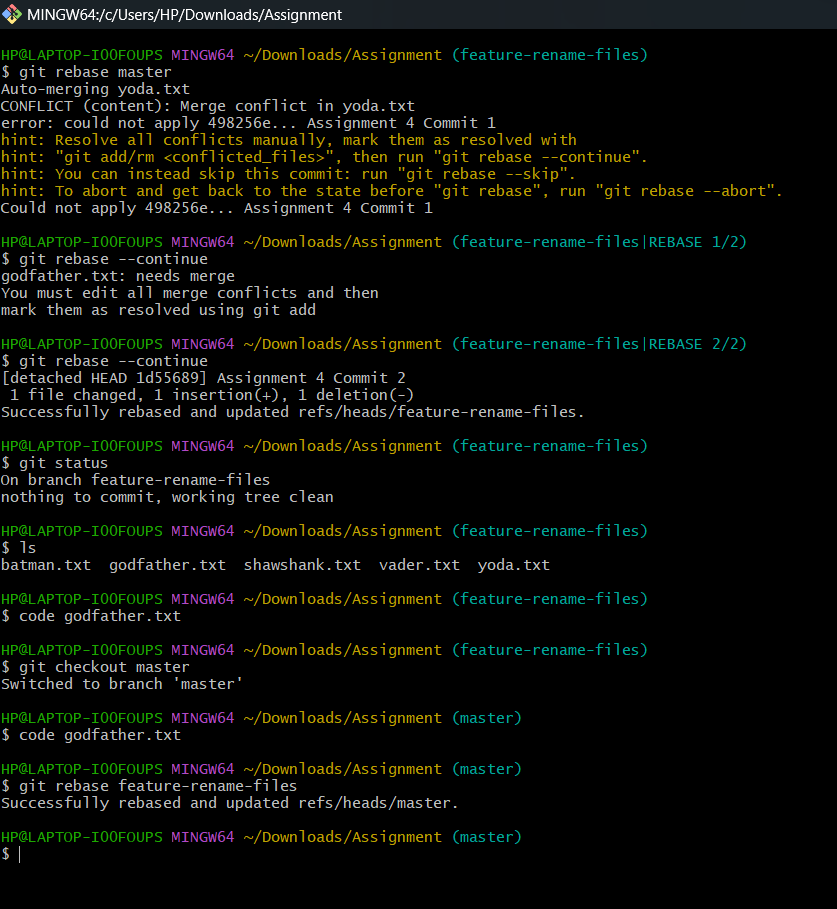 MINGW64:/c/Users/HP/Downloads/Assignment
HP@LAPTOP-IO0FOUPS MINGW64 ~/Downloads/Assignment (feature-rename-files)
$ git rebase master
Auto-merging yoda.txt
CONFLICT (content): Merge conflict in yoda.txt
error: could not apply 498256e... Assignment 4 Commit 1
hint: Resolve all conflicts manually, mark them as resolved with
hint: "git add/rm <conflicted_files>", then run "git rebase --continue".
hint: You can instead skip this commit: run "git rebase --skip".
hint: To abort and get back to the state before "git rebase", run "git rebase --abort".
Could not apply 498256e... Assignment 4 Commit 1
HP@LAPTOP-IO0FOUPS MINGW64 ~/Downloads/Assignment (feature-rename-files|REBASE 1/2)
$ git rebase --continue
godfather.txt: needs merge
You must edit all merge conflicts and then
mark them as resolved using git add
HP@LAPTOP-IO0FOUPS MINGW64 ~/Downloads/Assignment (feature-rename-files|REBASE 2/2)
$ git rebase --continue
[detached HEAD 1d55689] Assignment 4 Commit 2
1 file changed, 1 insertion(+), 1 deletion(-)
Successfully rebased and updated refs/heads/feature-rename-files.
HP@LAPTOP-IO0FOUPS MINGW64 ~/Downloads/Assignment (feature-rename-files)
$ git status
On branch feature-rename-files
nothing to commit, working tree clean
HP@LAPTOP-IO0FOUPS MINGW64 ~/Downloads/Assignment (feature-rename-files)
$ ls
batman.txt godfather.txt shawshank.txt vader.txt yoda.txt
HP@LAPTOP-IO0FOUPS MINGW64 ~/Downloads/Assignment (feature-rename-files)
$ code godfather.txt
HP@LAPTOP-IO0FOUPS MINGW64 ~/Downloads/Assignment (feature-rename-files)
$ git checkout master
Switched to branch 'master'
HP@LAPTOP-IO0FOUPS MINGW64 ~/Downloads/Assignment (master)
$ code godfather.txt
HP@LAPTOP-IO0FOUPS MINGW64 ~/Downloads/Assignment (master)
$ git rebase feature-rename-files
Successfully rebased and updated refs/heads/master.
HP@LAPTOP-IO0FOUPS MINGW64 ~/Downloads/Assignment (master)
$